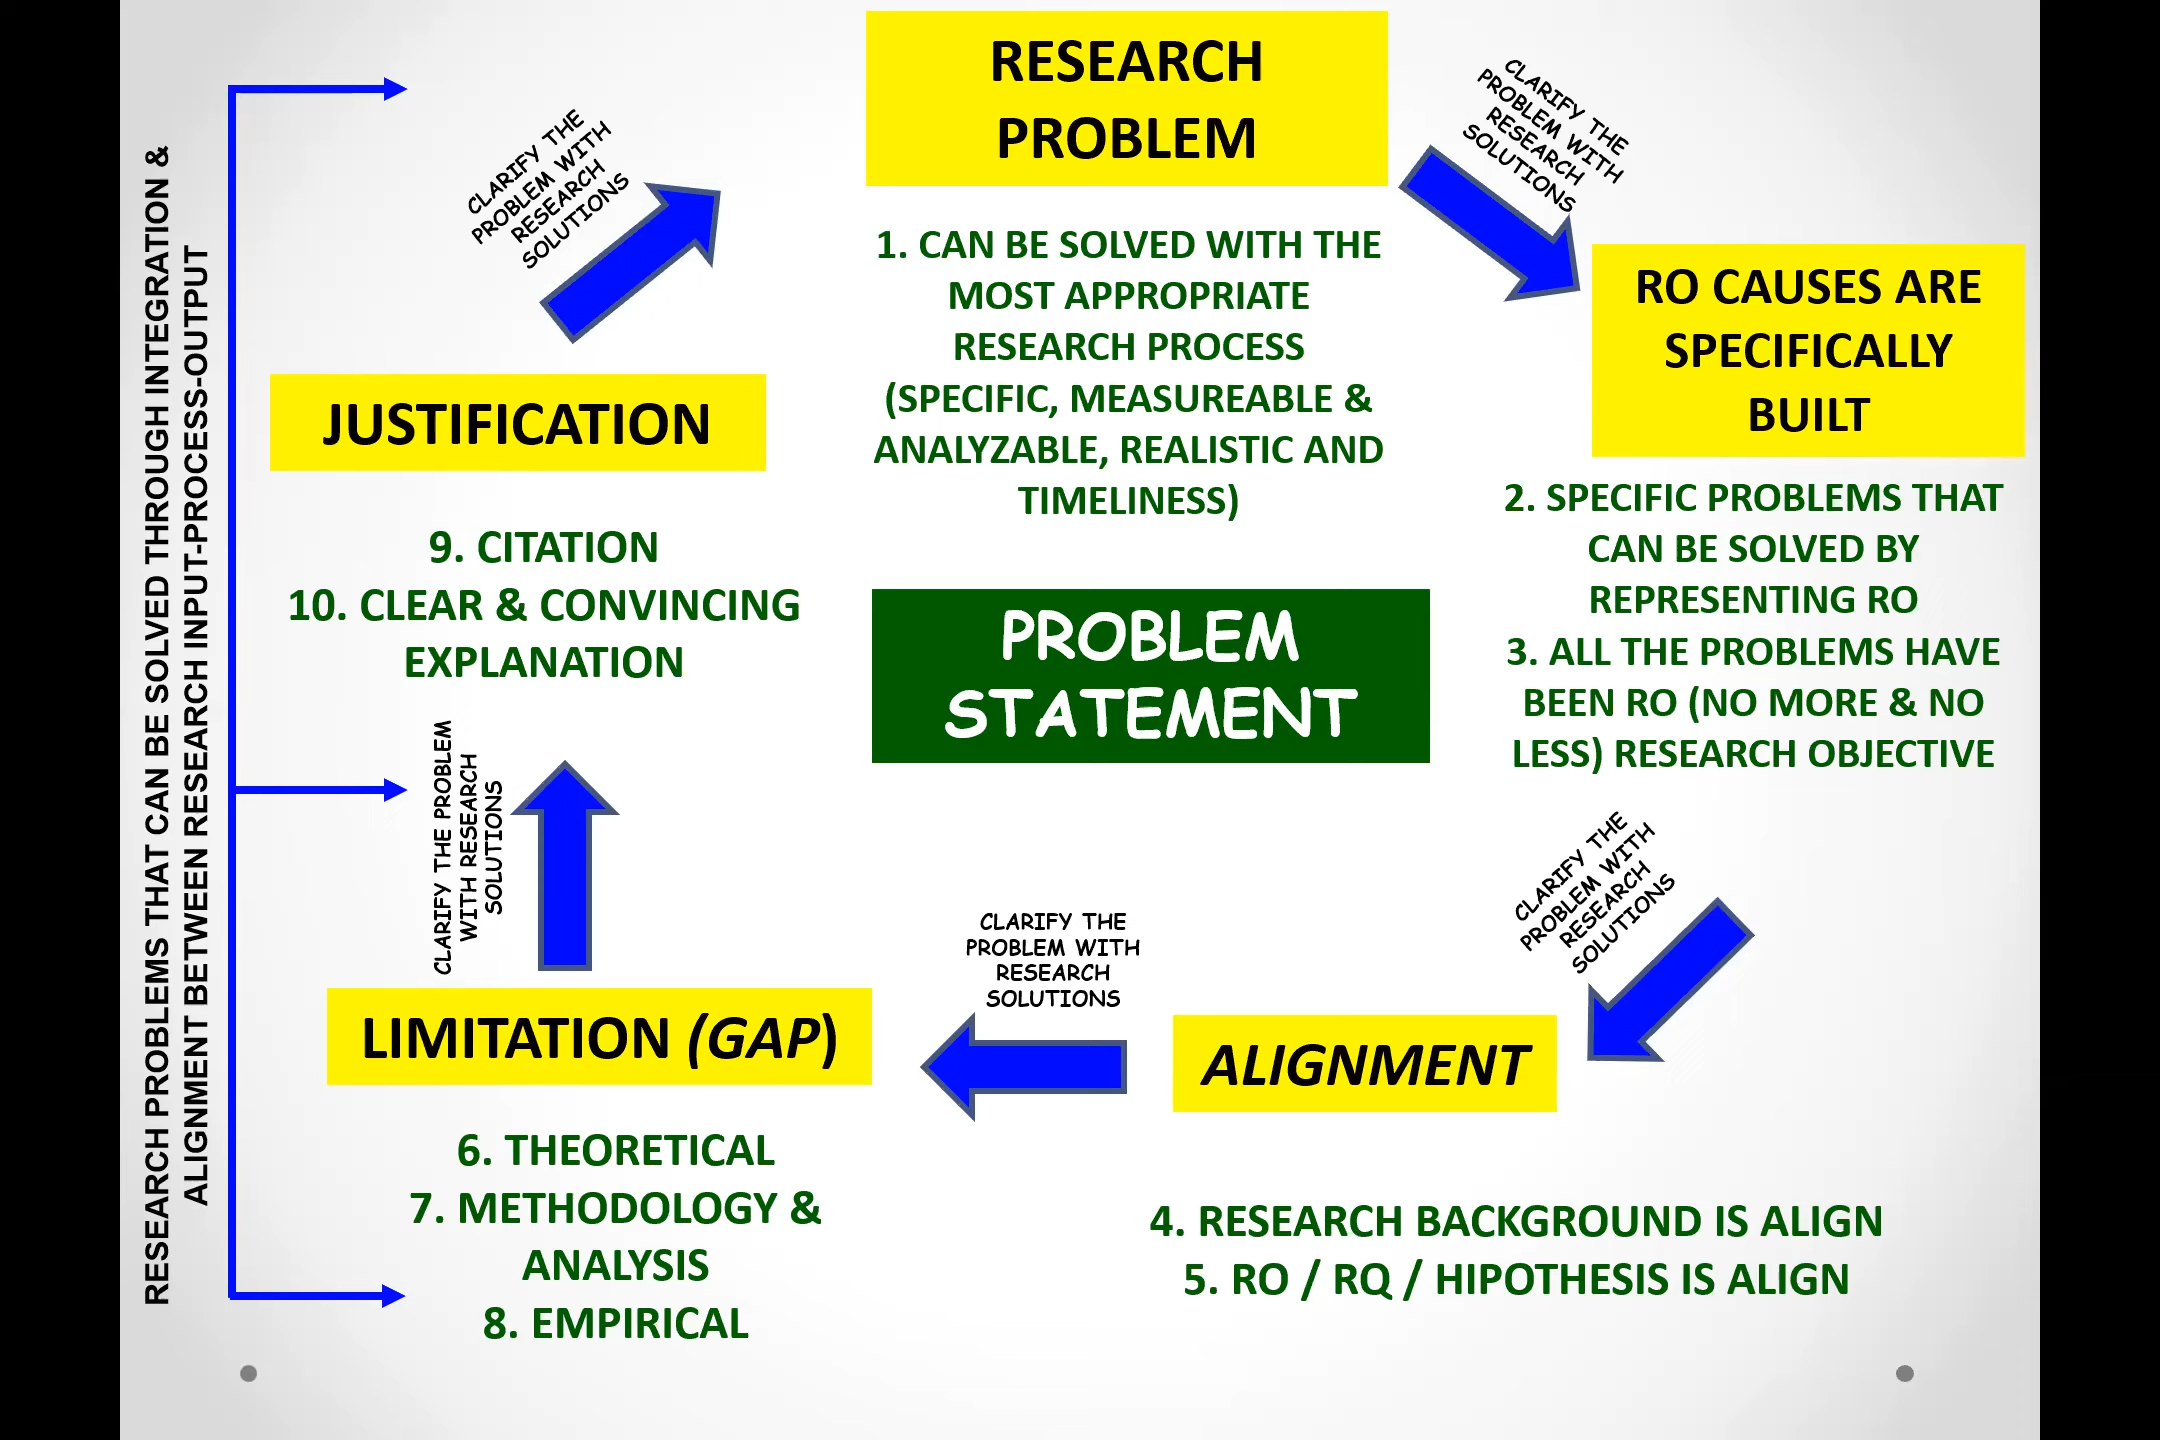 RESEARCH PROBLEMS THAT CAN BE SOLVED THROUGH INTEGRATION &
ALIGNMENT BETWEEN RESEARCH INPUT-PROCESS-OUTPUT
RESEARCH
PROBLEM
1. CAN BE SOLVED WITH THE
MOST APPROPRIATE
RESEARCH PROCESS
(SPECIFIC, MEASUREABLE &
ANALYZABLE, REALISTIC AND
TIMELINESS)
CLARIFY THE
PROBLEM WITH
RESEARCH
SOLUTIONS
RO CAUSES ARE
SPECIFICALLY
BUILT
2. SPECIFIC PROBLEMS THAT
CAN BE SOLVED BY
REPRESENTING RO
3. ALL THE PROBLEMS HAVE
BEEN RO (NO MORE & NO
LESS) RESEARCH OBJECTIVE
CLARIFY THE
PROBLEM WITH
RESEARCH
SOLUTIONS
ALIGNMENT
4. RESEARCH BACKGROUND IS ALIGN
5. RO / RQ / HIPOTHESIS IS ALIGN
CLARIFY THE
PROBLEM WITH
RESEARCH
SOLUTIONS
LIMITATION (GAP)
6. THEORETICAL
7. METHODOLOGY &
ANALYSIS
8. EMPIRICAL
CLARIFY THE PROBLEM
WITH RESEARCH
SOLUTIONS
JUSTIFICATION
9. CITATION
10. CLEAR & CONVINCING
EXPLANATION
CLARIFY THE
PROBLEM WITH
RESEARCH
SOLUTIONS
PROBLEM
STATEMENT